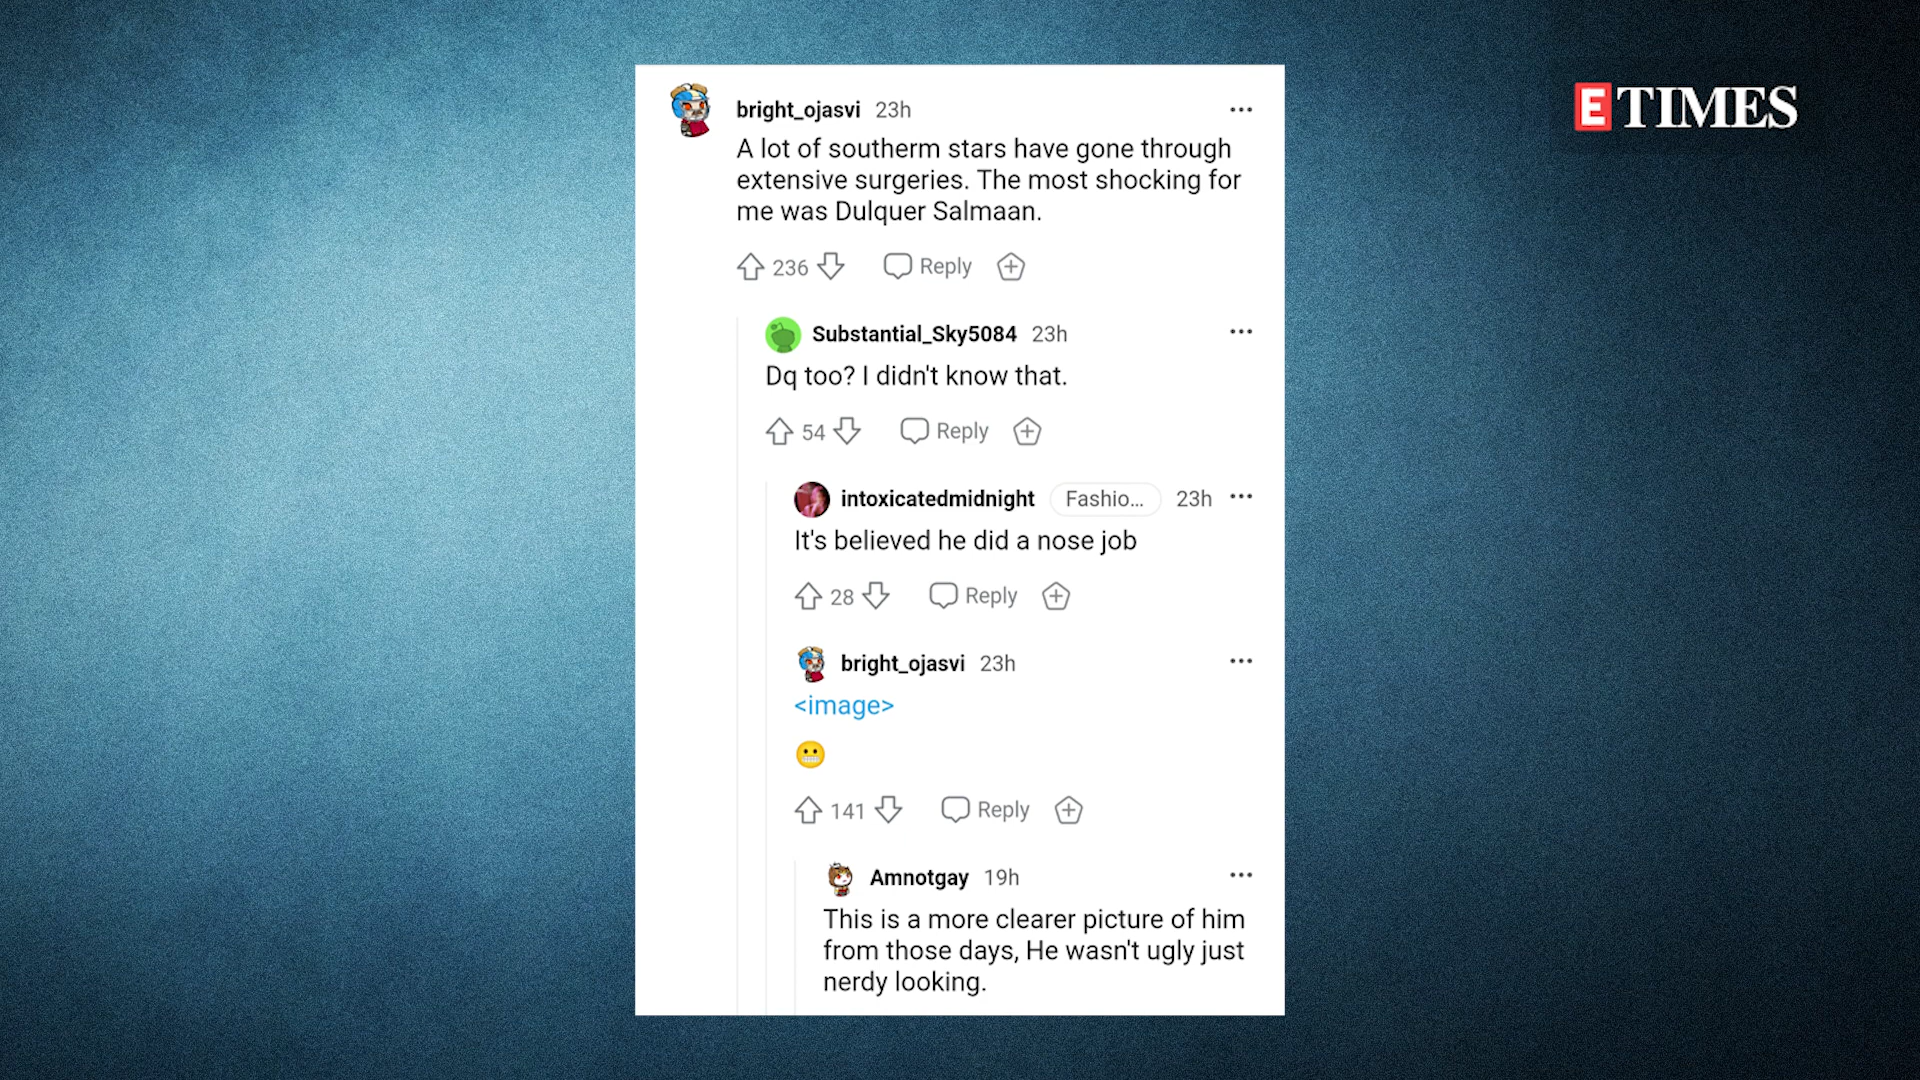 ETIMES
bright_ojasvi 23h
A lot of southerm stars have gone through
extensive surgeries. The most shocking for
me was Dulquer Salmaan.
236 Reply
Substantial_Sky5084 23h
Dq too? I didn't know that.
54 Reply
intoxicatedmidnight Fashio... 23h
It's believed he did a nose job
28 Reply
bright_ojasvi 23h
<image>
141 Reply
Amnotgay 19h
This is a more clearer picture of him
from those days, He wasn't ugly just
nerdy looking.